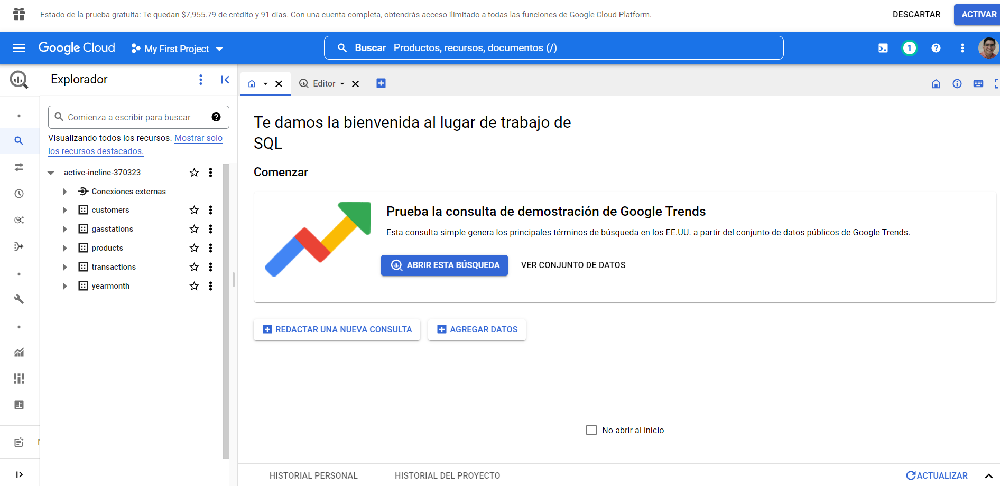 Estado de la prueba gratuita: Te quedan $7,955.79 de crédito y 91 días. Con una cuenta completa, obtendrás acceso ilimitado a todas las funciones de Google Cloud Platform.
DESCARTAR
ACTIVAR
Google Cloud
My First Project
Buscar Productos, recursos, documentos (/)
1
Explorador
Editor
Comienza a escribir para buscar
Visualizando todos los recursos. Mostrar solo
los recursos destacados.
active-incline-370323
Conexiones externas
customers
gasstations
products
transactions
yearmonth
Te damos la bienvenida al lugar de trabajo de
SQL
Comenzar
Prueba la consulta de demostración de Google Trends
Esta consulta simple genera los principales términos de búsqueda en los EE.UU. a partir del conjunto de datos públicos de Google Trends.
ABRIR ESTA BÚSQUEDA
VER CONJUNTO DE DATOS
REDACTAR UNA NUEVA CONSULTA
AGREGAR DATOS
No abrir al inicio
HISTORIAL PERSONAL
HISTORIAL DEL PROYECTO
ACTUALIZAR